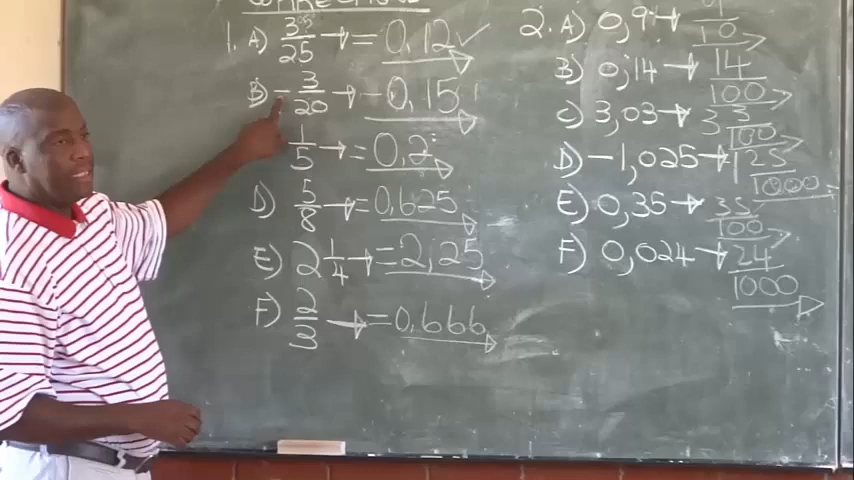 CORRECTIONS
1. A) 3/25 → = 0,12 ✓
B) - 3/20 → - 0,15
1/5 → = 0,2
D) 5/8 → = 0,625
E) 2 1/4 → = 2,25
F) 2/3 → = 0,666
2. A) 0,9 → 9/10
B) 0,14 → 14/100
C) 3,03 → 3 3/100
D) - 1,025 → 1 25/1000
E) 0,35 → 35/100
F) 0,024 → 24/1000